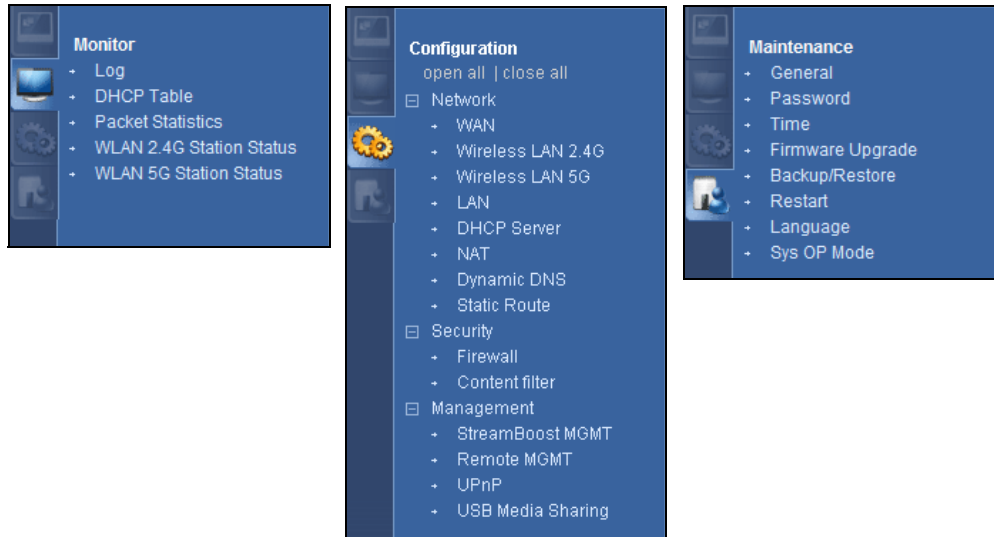 Monitor
Log
DHCP Table
Packet Statistics
WLAN 2.4G Station Status
WLAN 5G Station Status
Configuration
open all | close all
Network
WAN
Wireless LAN 2.4G
Wireless LAN 5G
LAN
DHCP Server
NAT
Dynamic DNS
Static Route
Security
Firewall
Content filter
Management
StreamBoost MGMT
Remote MGMT
UPnP
USB Media Sharing
Maintenance
General
Password
Time
Firmware Upgrade
Backup/Restore
Restart
Language
Sys OP Mode